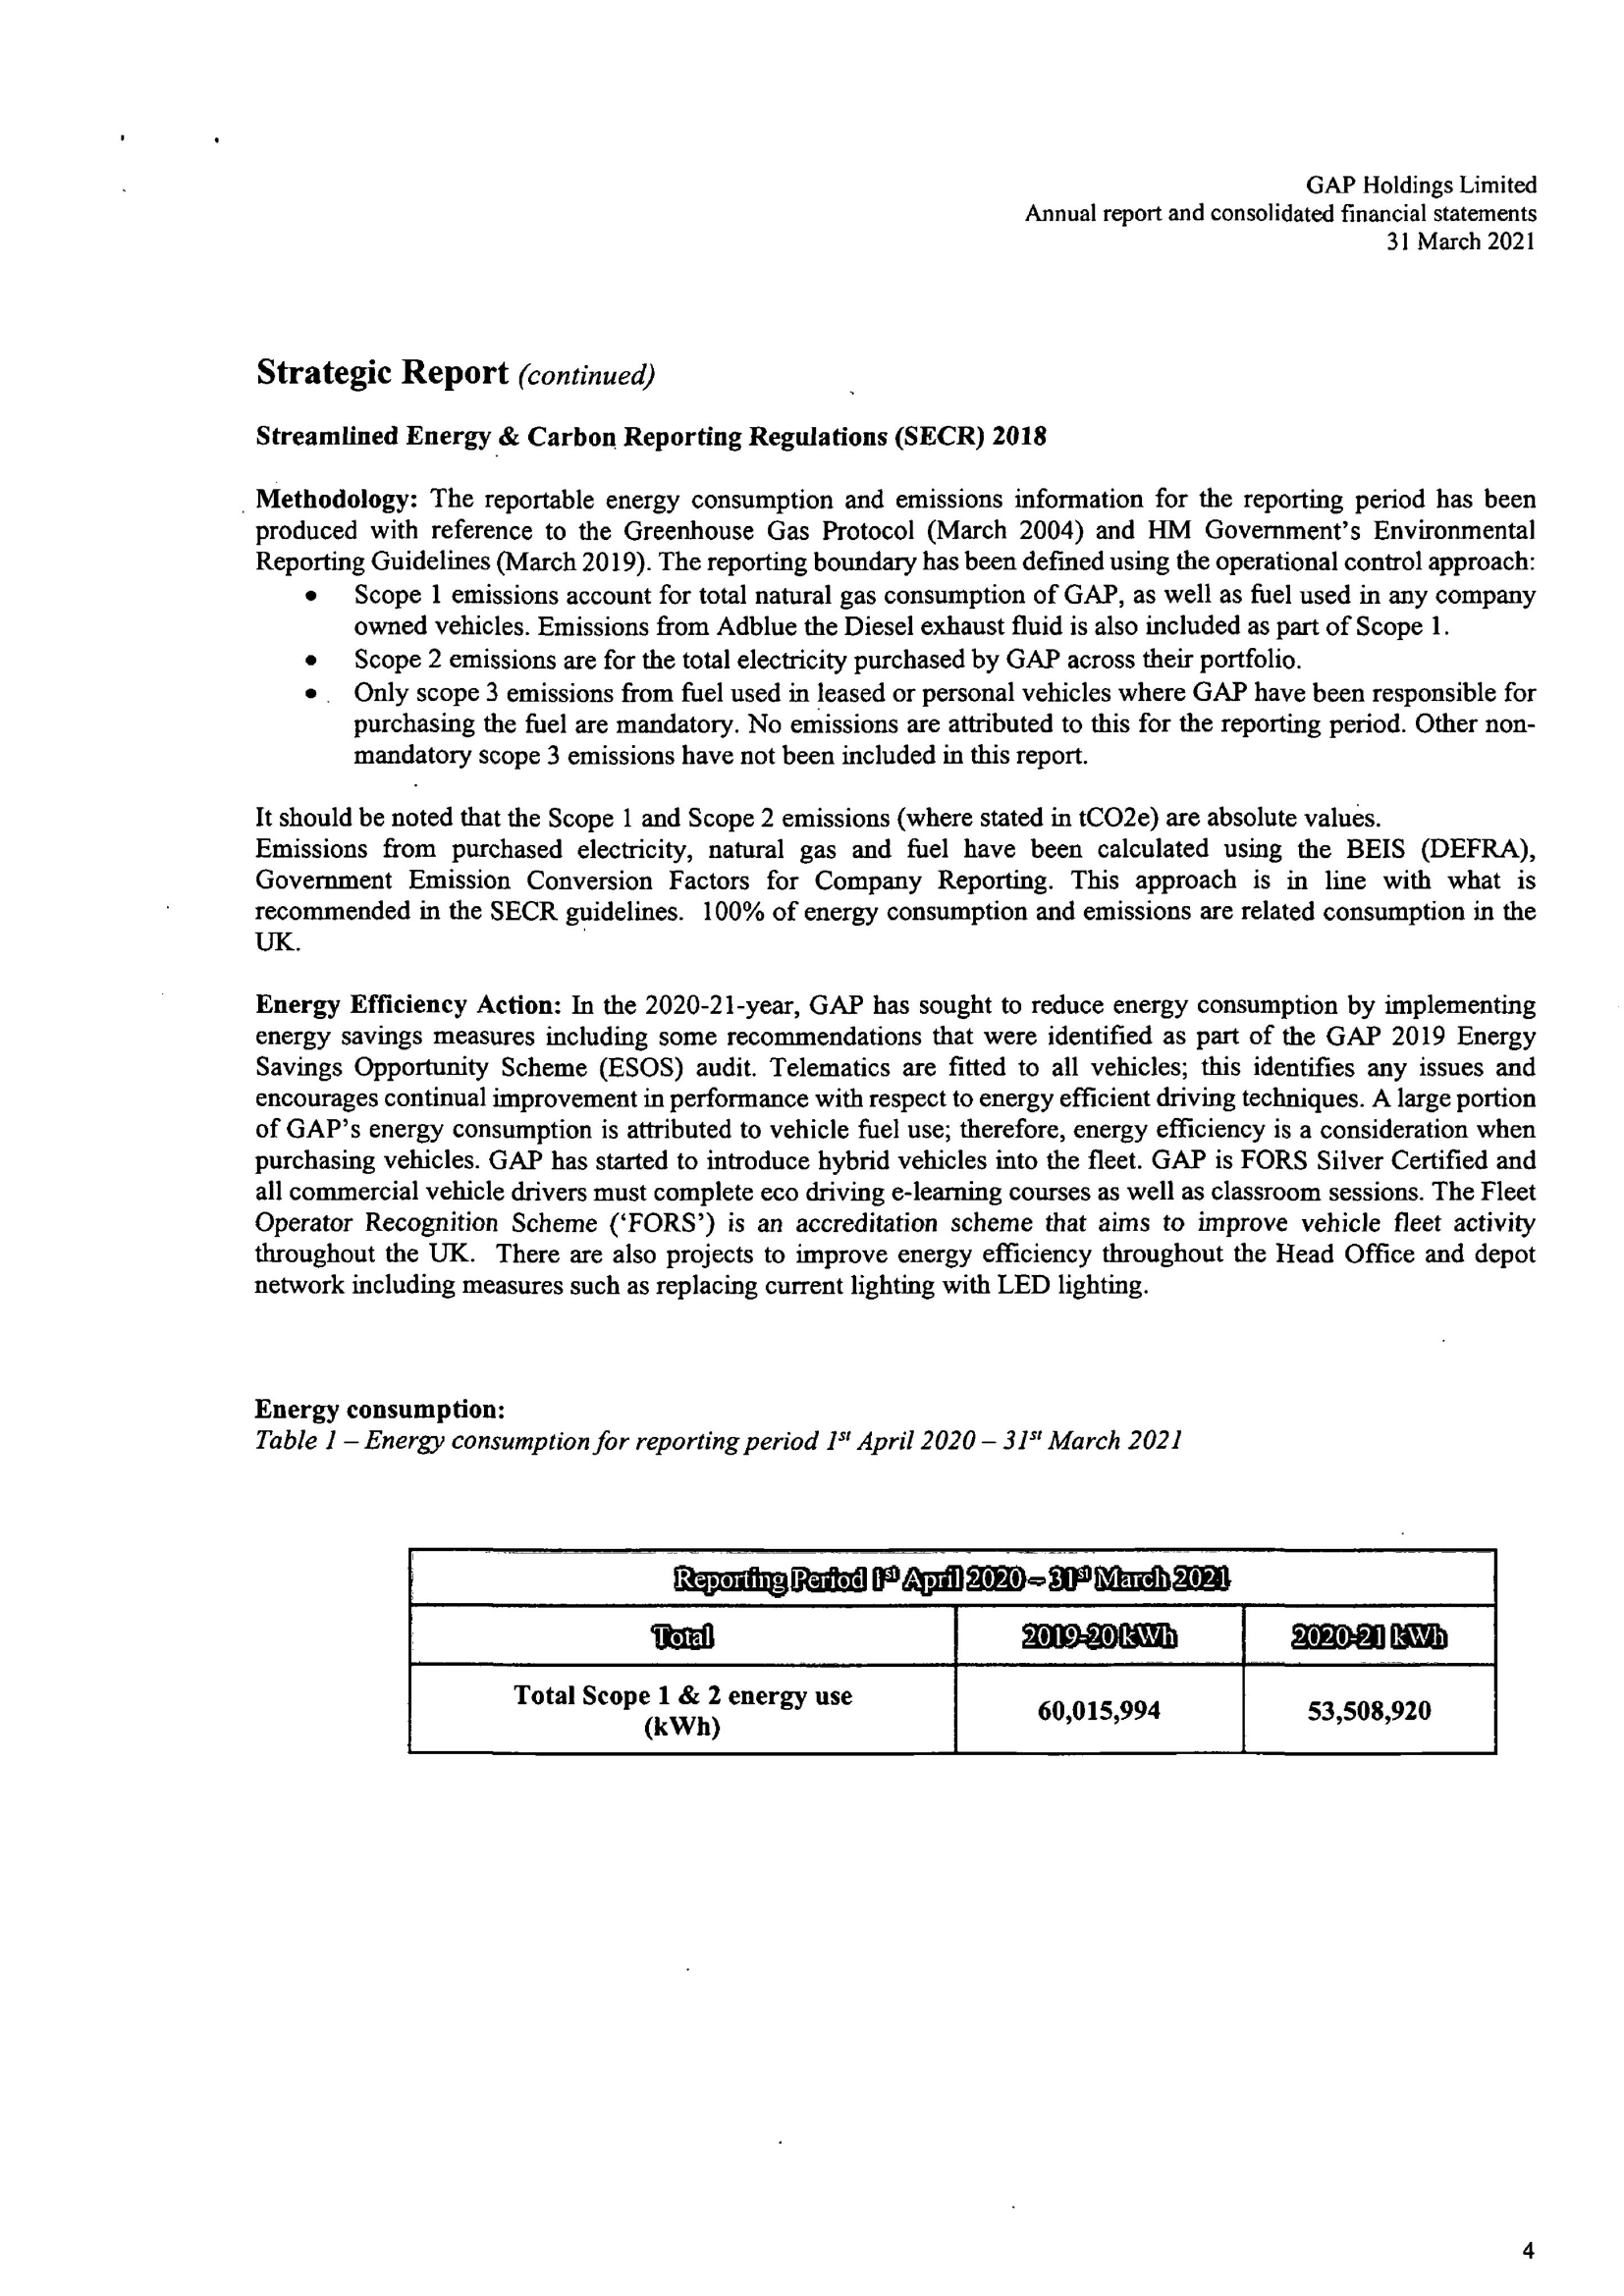 GAP Holdings Limited
Annual report and consolidated financial statements
31 March 2021
Strategic Report (continued)
Streamlined Energy & Carbon Reporting Regulations (SECR) 2018
Methodology: The reportable energy consumption and emissions information for the reporting period has been
produced with reference to the Greenhouse Gas Protocol (March 2004) and HM Government's Environmental
Reporting Guidelines (March 2019). The reporting boundary has been defined using the operational control approach:
• Scope 1 emissions account for total natural gas consumption of GAP, as well as fuel used in any company
owned vehicles. Emissions from Adblue the Diesel exhaust fluid is also included as part of Scope 1.
• Scope 2 emissions are for the total electricity purchased by GAP across their portfolio.
• Only scope 3 emissions from fuel used in leased or personal vehicles where GAP have been responsible for
purchasing the fuel are mandatory. No emissions are attributed to this for the reporting period. Other non-
mandatory scope 3 emissions have not been included in this report.
It should be noted that the Scope 1 and Scope 2 emissions (where stated in tCO2e) are absolute values.
Emissions from purchased electricity, natural gas and fuel have been calculated using the BEIS (DEFRA),
Government Emission Conversion Factors for Company Reporting. This approach is in line with what is
recommended in the SECR guidelines. 100% of energy consumption and emissions are related consumption in the
UK.
Energy Efficiency Action: In the 2020-21-year, GAP has sought to reduce energy consumption by implementing
energy savings measures including some recommendations that were identified as part of the GAP 2019 Energy
Savings Opportunity Scheme (ESOS) audit. Telematics are fitted to all vehicles; this identifies any issues and
encourages continual improvement in performance with respect to energy efficient driving techniques. A large portion
of GAP's energy consumption is attributed to vehicle fuel use; therefore, energy efficiency is a consideration when
purchasing vehicles. GAP has started to introduce hybrid vehicles into the fleet. GAP is FORS Silver Certified and
all commercial vehicle drivers must complete eco driving e-learning courses as well as classroom sessions. The Fleet
Operator Recognition Scheme ('FORS') is an accreditation scheme that aims to improve vehicle fleet activity
throughout the UK. There are also projects to improve energy efficiency throughout the Head Office and depot
network including measures such as replacing current lighting with LED lighting.
Energy consumption:
Table 1 – Energy consumption for reporting period 1st April 2020 – 31st March 2021
Reporting Period 1st April 2020 – 31st March 2021
Total 2019-20 kWh 2020-21 kWh
Total Scope 1 & 2 energy use
(kWh) 60,015,994 53,508,920
4